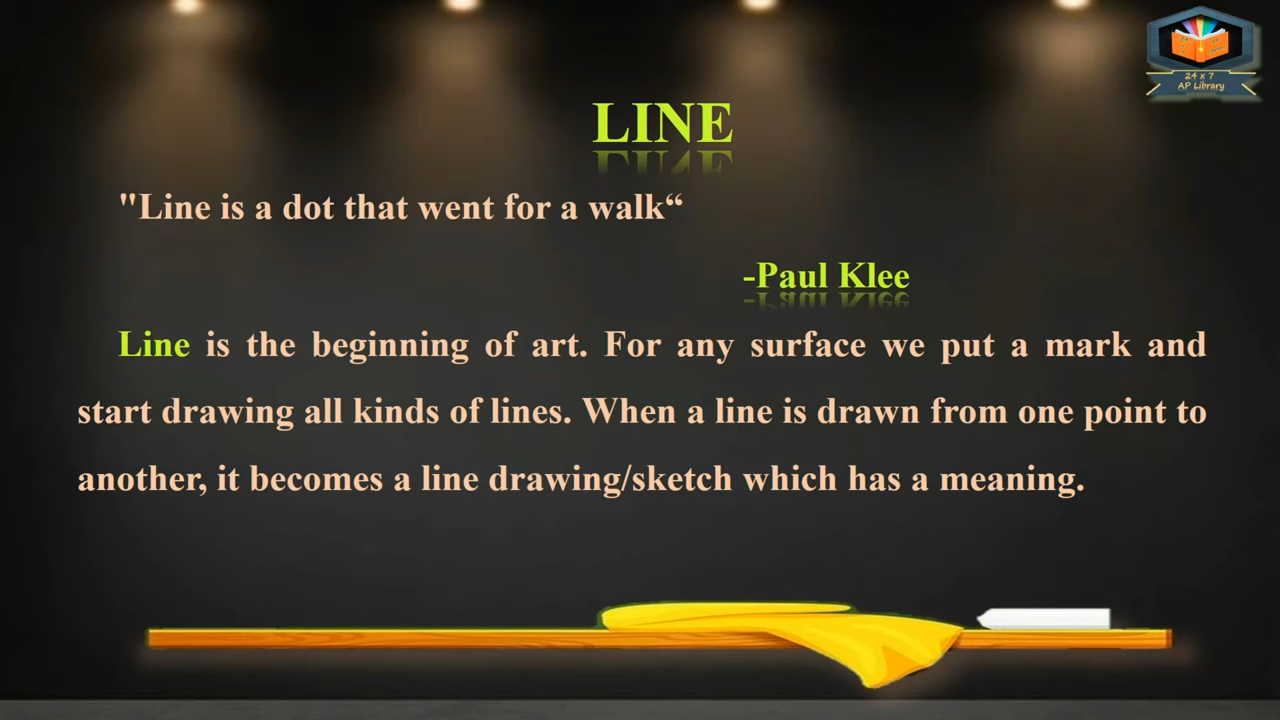 24 x 7
AP Library
LINE
"Line is a dot that went for a walk“
-Paul Klee
Line is the beginning of art. For any surface we put a mark and
start drawing all kinds of lines. When a line is drawn from one point to
another, it becomes a line drawing/sketch which has a meaning.